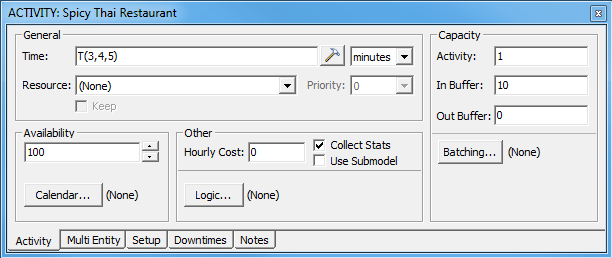 ACTIVITY: Spicy Thai Restaurant
General
Time: T(3,4,5) minutes
Resource: (None) Priority: 0
Keep
Capacity
Activity: 1
In Buffer: 10
Out Buffer: 0
Batching... (None)
Availability
100
Calendar... (None)
Other
Hourly Cost: 0 Collect Stats
Use Submodel
Logic... (None)
Activity Multi Entity Setup Downtimes Notes